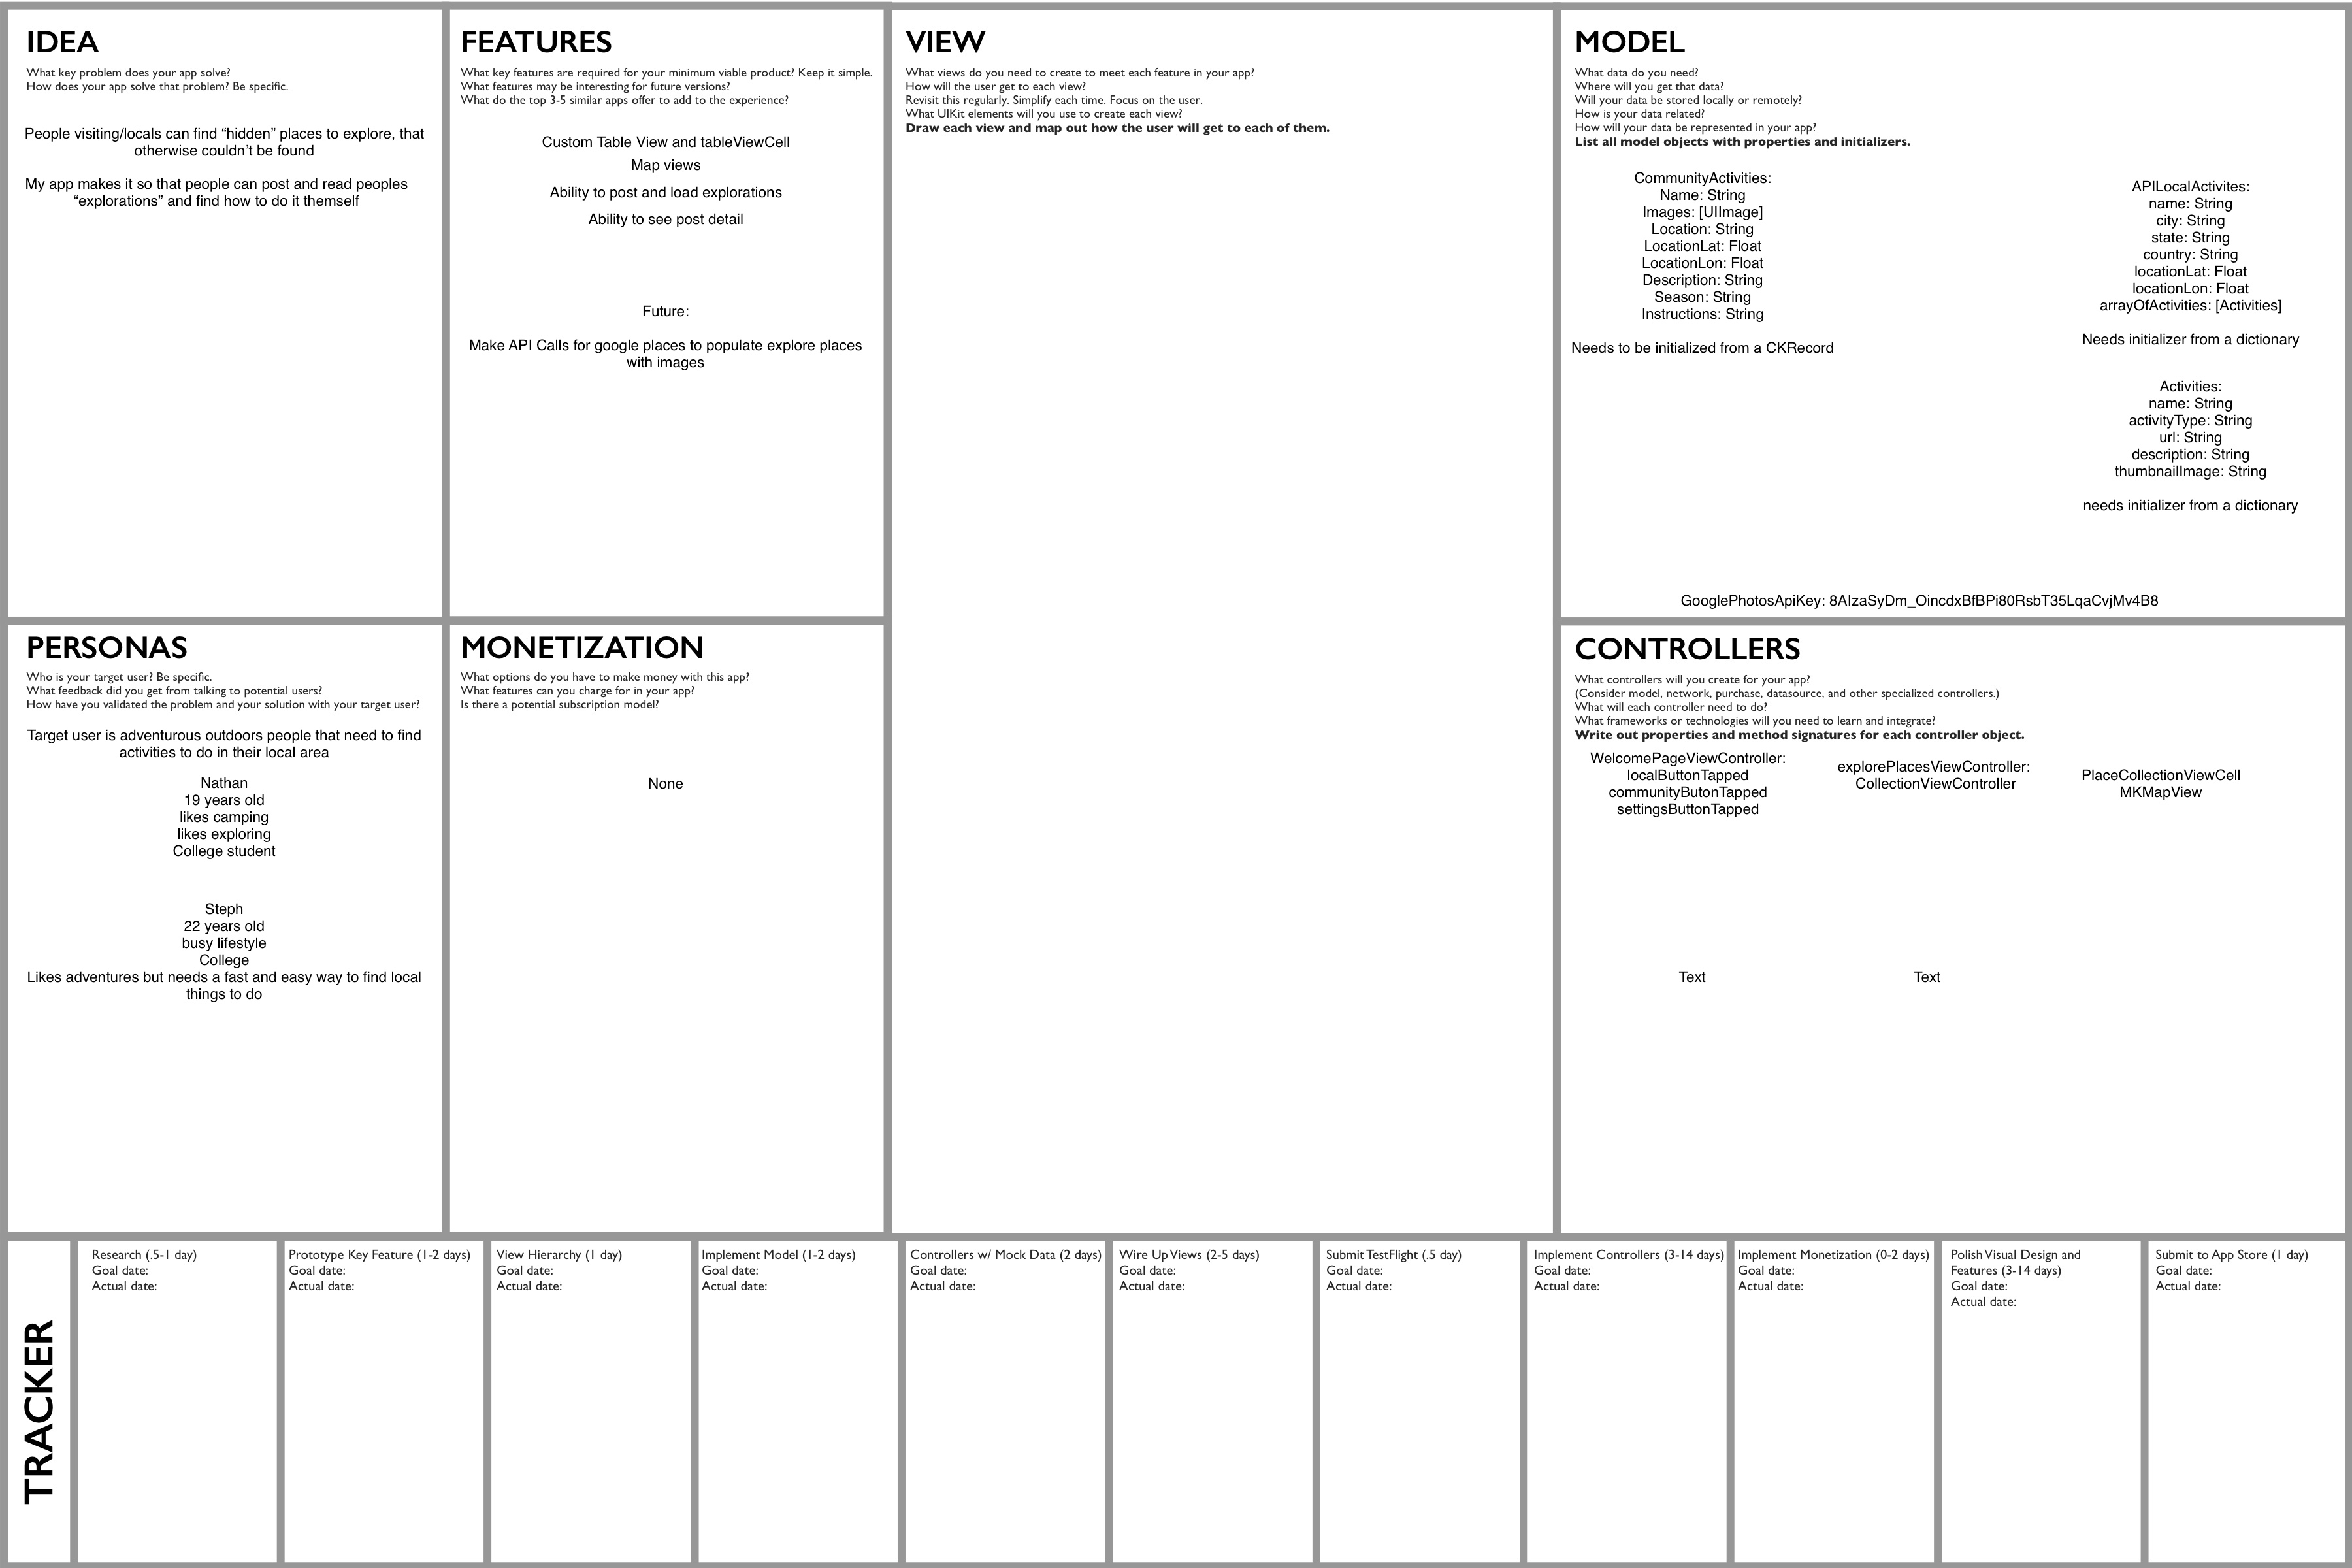 IDEA
What key problem does your app solve?
How does your app solve that problem? Be specific.
People visiting/locals can find “hidden” places to explore, that
otherwise couldn’t be found
My app makes it so that people can post and read peoples
“explorations” and find how to do it themself
FEATURES
What key features are required for your minimum viable product? Keep it simple.
What features may be interesting for future versions?
What do the top 3-5 similar apps offer to add to the experience?
Custom Table View and tableViewCell
Map views
Ability to post and load explorations
Ability to see post detail
Future:
Make API Calls for google places to populate explore places
with images
VIEW
What views do you need to create to meet each feature in your app?
How will the user get to each view?
Revisit this regularly. Simplify each time. Focus on the user.
What UIKit elements will you use to create each view?
Draw each view and map out how the user will get to each of them.
MODEL
What data do you need?
Where will you get that data?
Will your data be stored locally or remotely?
How is your data related?
How will your data be represented in your app?
List all model objects with properties and initializers.
CommunityActivities:
Name: String
Images: [UIImage]
Location: String
LocationLat: Float
LocationLon: Float
Description: String
Season: String
Instructions: String
Needs to be initialized from a CKRecord
APILocalActivites:
name: String
city: String
state: String
country: String
locationLat: Float
locationLon: Float
arrayOfActivities: [Activities]
Needs initializer from a dictionary
Activities:
name: String
activityType: String
url: String
description: String
thumbnailImage: String
needs initializer from a dictionary
GooglePhotosApiKey: 8AIzaSyDm_OincdxBfBPi80RsbT35LqaCvjMv4B8
PERSONAS
Who is your target user? Be specific.
What feedback did you get from talking to potential users?
How have you validated the problem and your solution with your target user?
Target user is adventurous outdoors people that need to find
activities to do in their local area
Nathan
19 years old
likes camping
likes exploring
College student
Steph
22 years old
busy lifestyle
College
Likes adventures but needs a fast and easy way to find local
things to do
MONETIZATION
What options do you have to make money with this app?
What features can you charge for in your app?
Is there a potential subscription model?
None
CONTROLLERS
What controllers will you create for your app?
(Consider model, network, purchase, datasource, and other specialized controllers.)
What will each controller need to do?
What frameworks or technologies will you need to learn and integrate?
Write out properties and method signatures for each controller object.
WelcomePageViewController:
localButtonTapped
communityButonTapped
settingsButtonTapped
explorePlacesViewController:
CollectionViewController
PlaceCollectionViewCell
MKMapView
Text
Text
TRACKER
Research (.5-1 day)
Goal date:
Actual date:
Prototype Key Feature (1-2 days)
Goal date:
Actual date:
View Hierarchy (1 day)
Goal date:
Actual date:
Implement Model (1-2 days)
Goal date:
Actual date:
Controllers w/ Mock Data (2 days)
Goal date:
Actual date:
Wire Up Views (2-5 days)
Goal date:
Actual date:
Submit TestFlight (.5 day)
Goal date:
Actual date:
Implement Controllers (3-14 days)
Goal date:
Actual date:
Implement Monetization (0-2 days)
Goal date:
Actual date:
Polish Visual Design and
Features (3-14 days)
Goal date:
Actual date:
Submit to App Store (1 day)
Goal date:
Actual date: